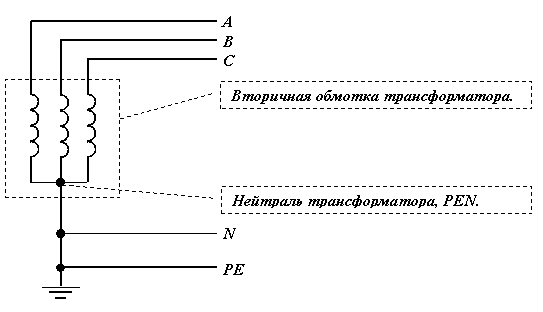 A
B
C
Вторичная обмотка трансформатора.
Нейтраль трансформатора, PEN.
N
PE